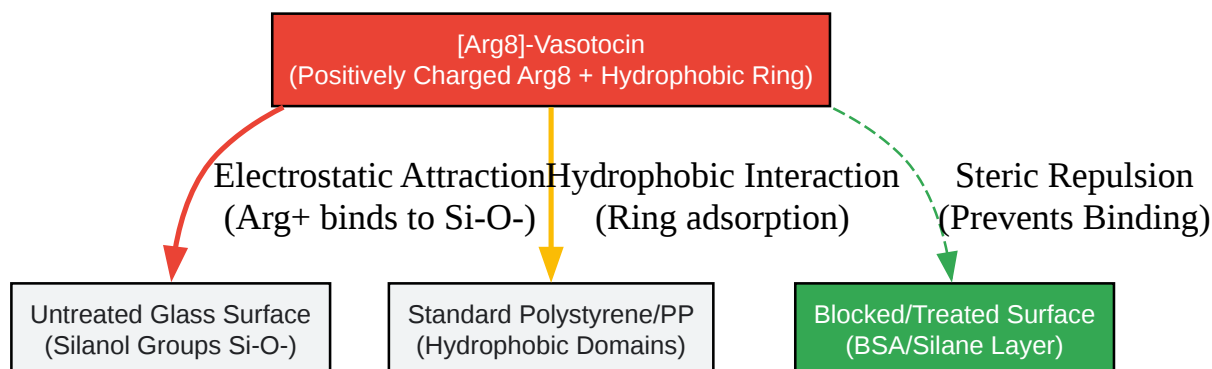 [Arg8]-Vasotocin
(Positively Charged Arg8 + Hydrophobic Ring)
Electrostatic Attraction
(Arg+ binds to Si-O-)
Hydrophobic Interaction
(Ring adsorption)
Steric Repulsion
(Prevents Binding)
Untreated Glass Surface
(Silanol Groups Si-O-)
Standard Polystyrene/PP
(Hydrophobic Domains)
Blocked/Treated Surface
(BSA/Silane Layer)